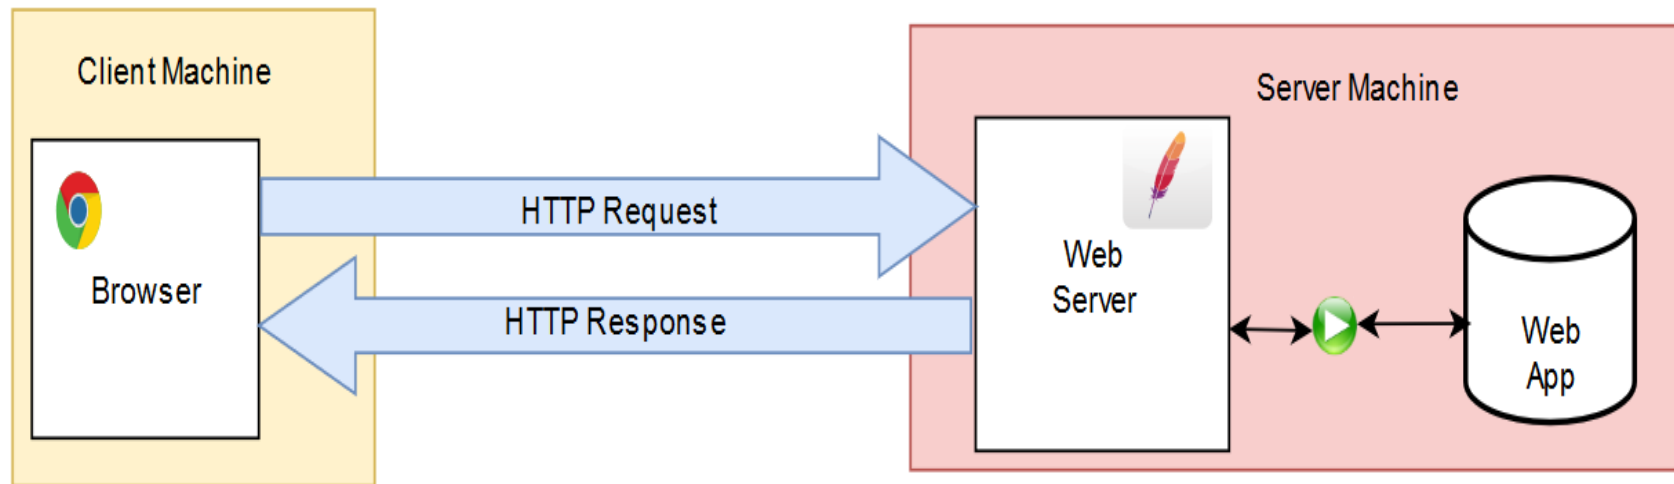 Client Machine
Server Machine
Browser
HTTP Request
HTTP Response
Web
Server
Web
App